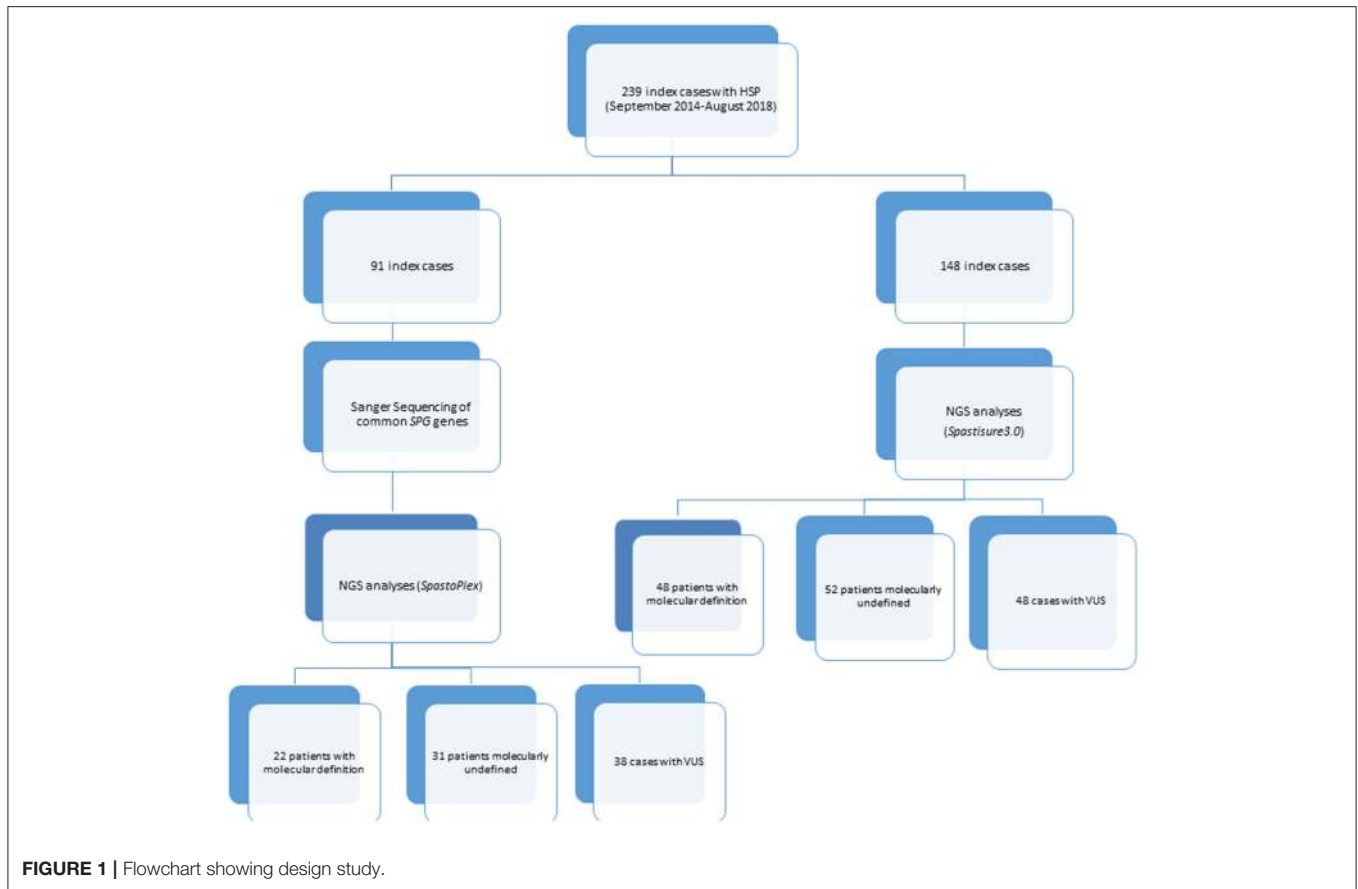 239 index cases with HSP
(September 2014-August 2018)
91 index cases
148 index cases
Sanger Sequencing of
common SPG genes
NGS analyses
(Spastisure3.0)
NGS analyses (SpastoPlex)
48 patients with
molecular definition
52 patients molecularly
undefined
48 cases with VUS
22 patients with
molecular definition
31 patients molecularly
undefined
38 cases with VUS
FIGURE 1 | Flowchart showing design study.